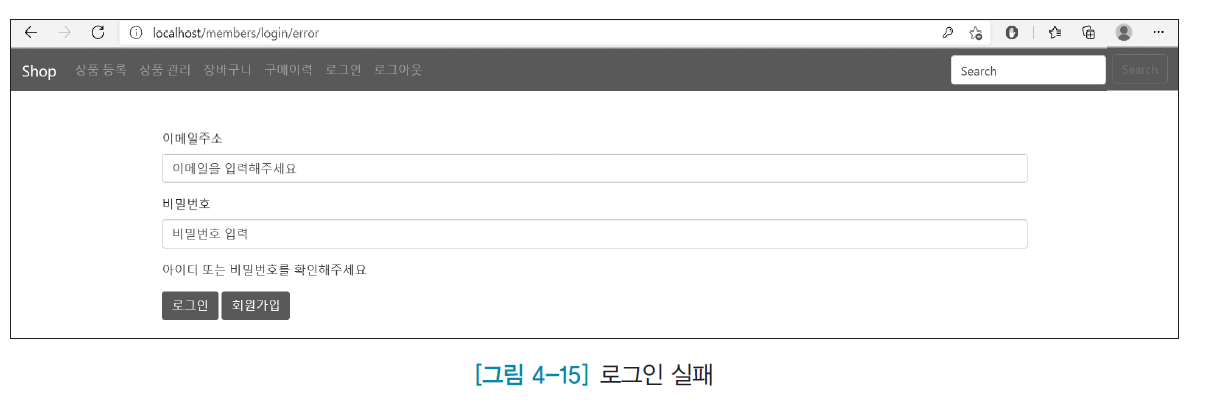 localhost/members/login/error
Shop 상품 등록 상품 관리 장바구니 구매이력 로그인 로그아웃 Search Search
이메일주소
이메일을 입력해주세요
비밀번호
비밀번호 입력
아이디 또는 비밀번호를 확인해주세요
로그인 회원가입
[그림 4-15] 로그인 실패